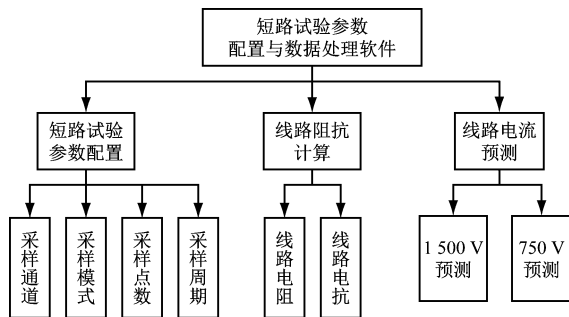 短路试验参数
配置与数据处理软件
短路试验
参数配置
线路阻抗
计算
线路电流
预测
采样通道
采样模式
采样点数
采样周期
线路电阻
线路电抗
1 500 V
预测
750 V
预测